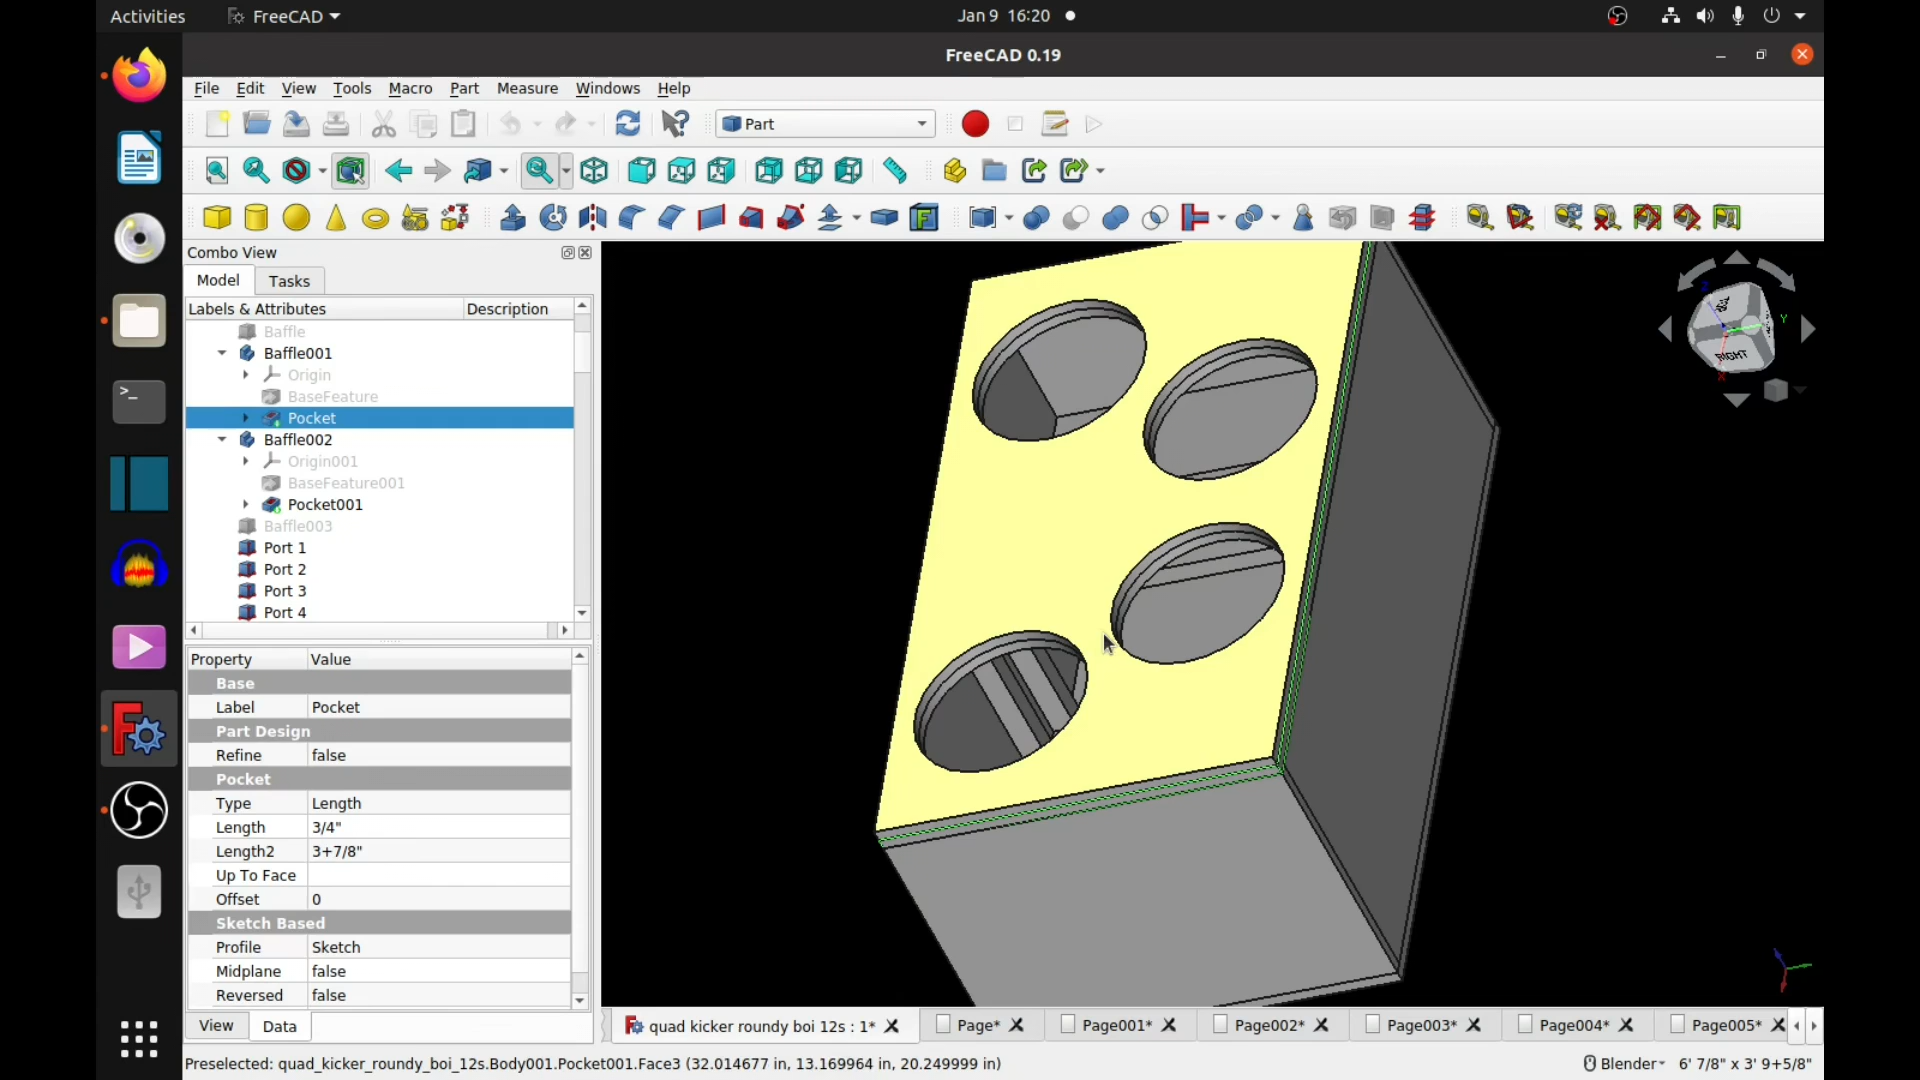 Activities FreeCAD Jan 9 16:20
FreeCAD 0.19
File Edit View Tools Macro Part Measure Windows Help
Part
Combo View
Model Tasks
Labels & Attributes Description
Baffle
Baffle001
Origin
BaseFeature
Pocket
Baffle002
Origin001
BaseFeature001
Pocket001
Baffle003
Port 1
Port 2
Port 3
Port 4
Property Value
Base
Label Pocket
Part Design
Refine false
Pocket
Type Length
Length 3/4"
Length2 3+7/8"
Up To Face
Offset 0
Sketch Based
Profile Sketch
Midplane false
Reversed false
View Data
Z
Y
RIGHT
X
quad kicker roundy boi 12s : 1* Page* Page001* Page002* Page003* Page004* Page005*
Preselected: quad_kicker_roundy_boi_12s.Body001.Pocket001.Face3 (32.014677 in, 13.169964 in, 20.249999 in) Blender 6' 7/8" x 3' 9+5/8"